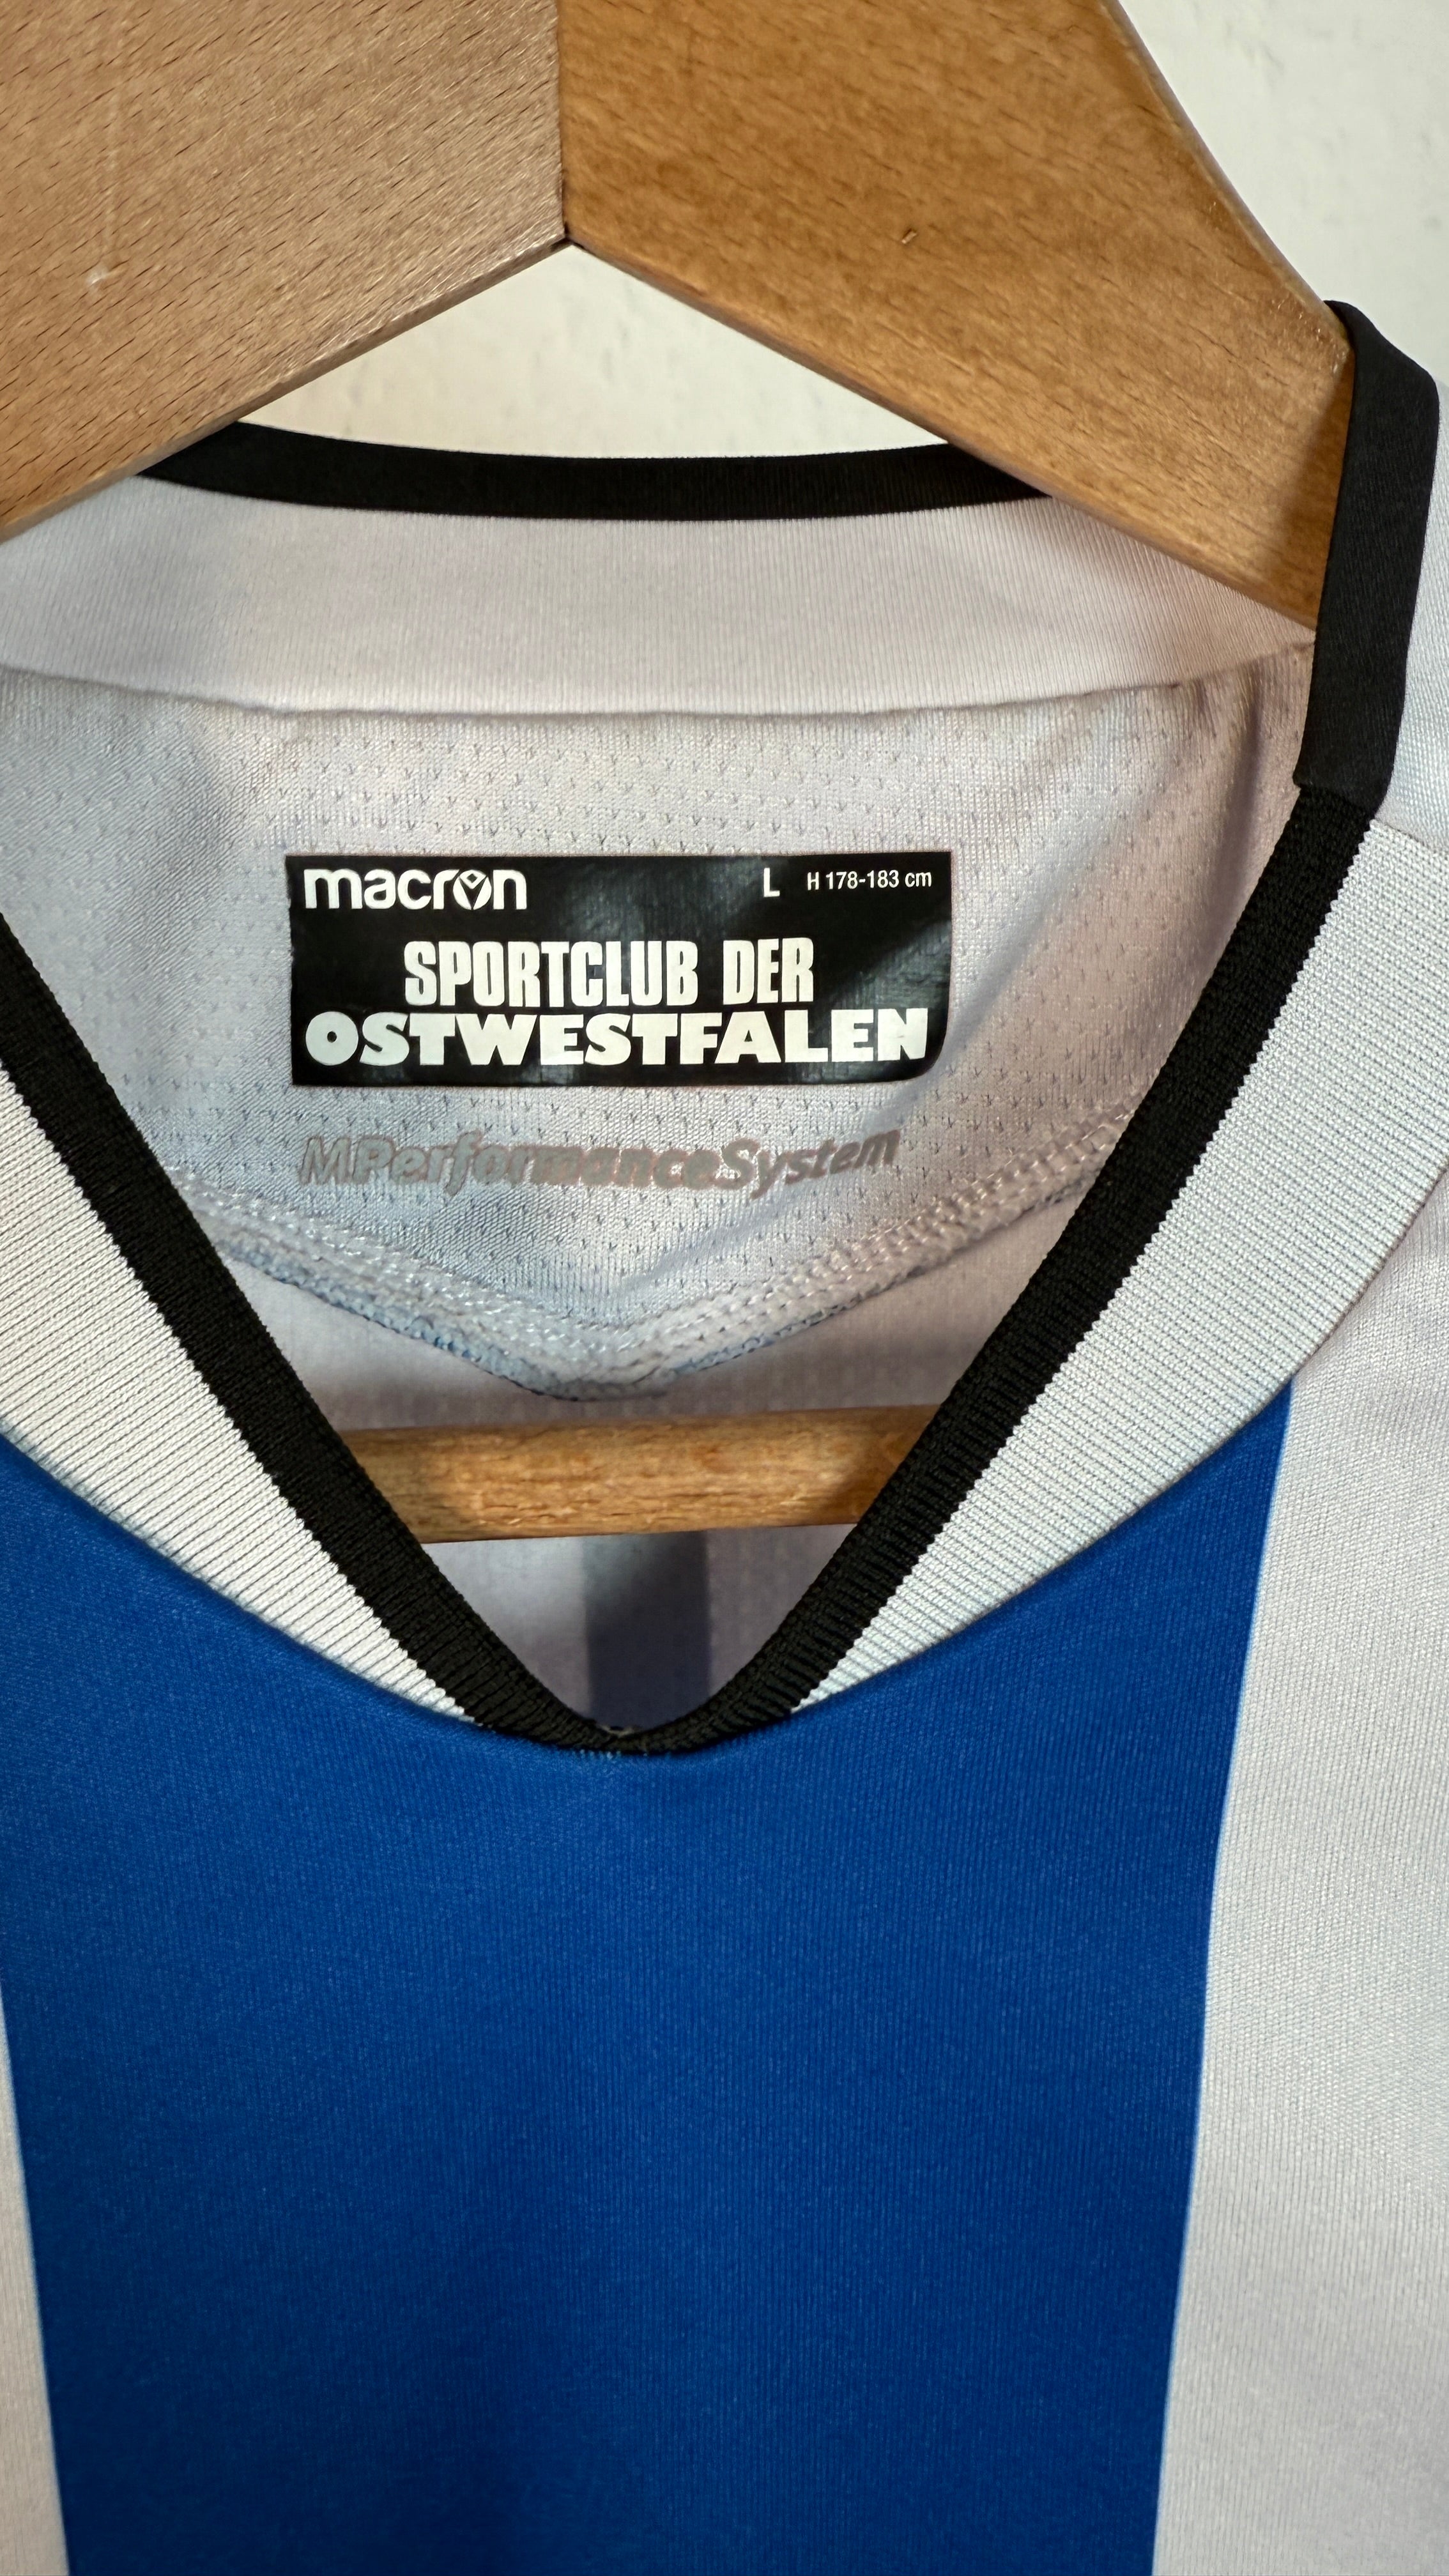 macron L H 178-183 cm
SPORTCLUB DER
OSTWESTFALEN
MPerformanceSystem